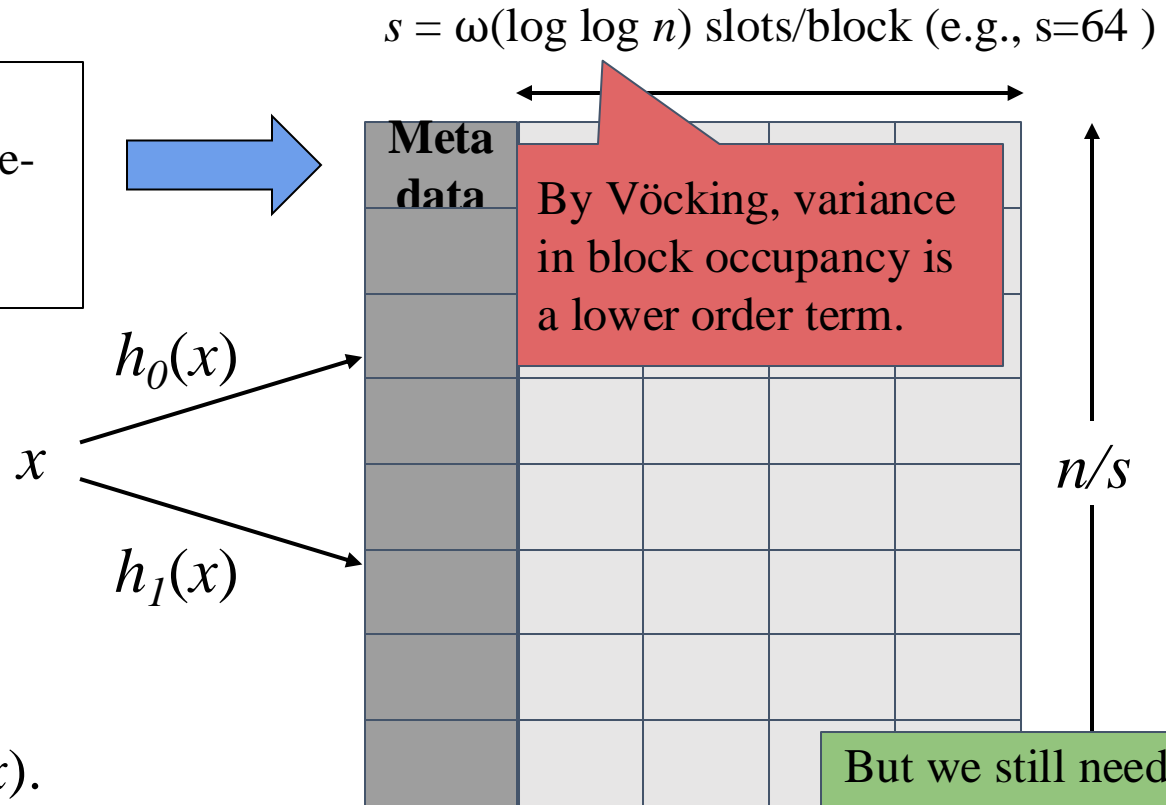 s = ω(log log n) slots/block (e.g., s=64 )
e-
Meta
data
By Vöcking, variance
in block occupancy is
a lower order term.
h0(x)
x
n/s
h1(x)
x).
But we still need